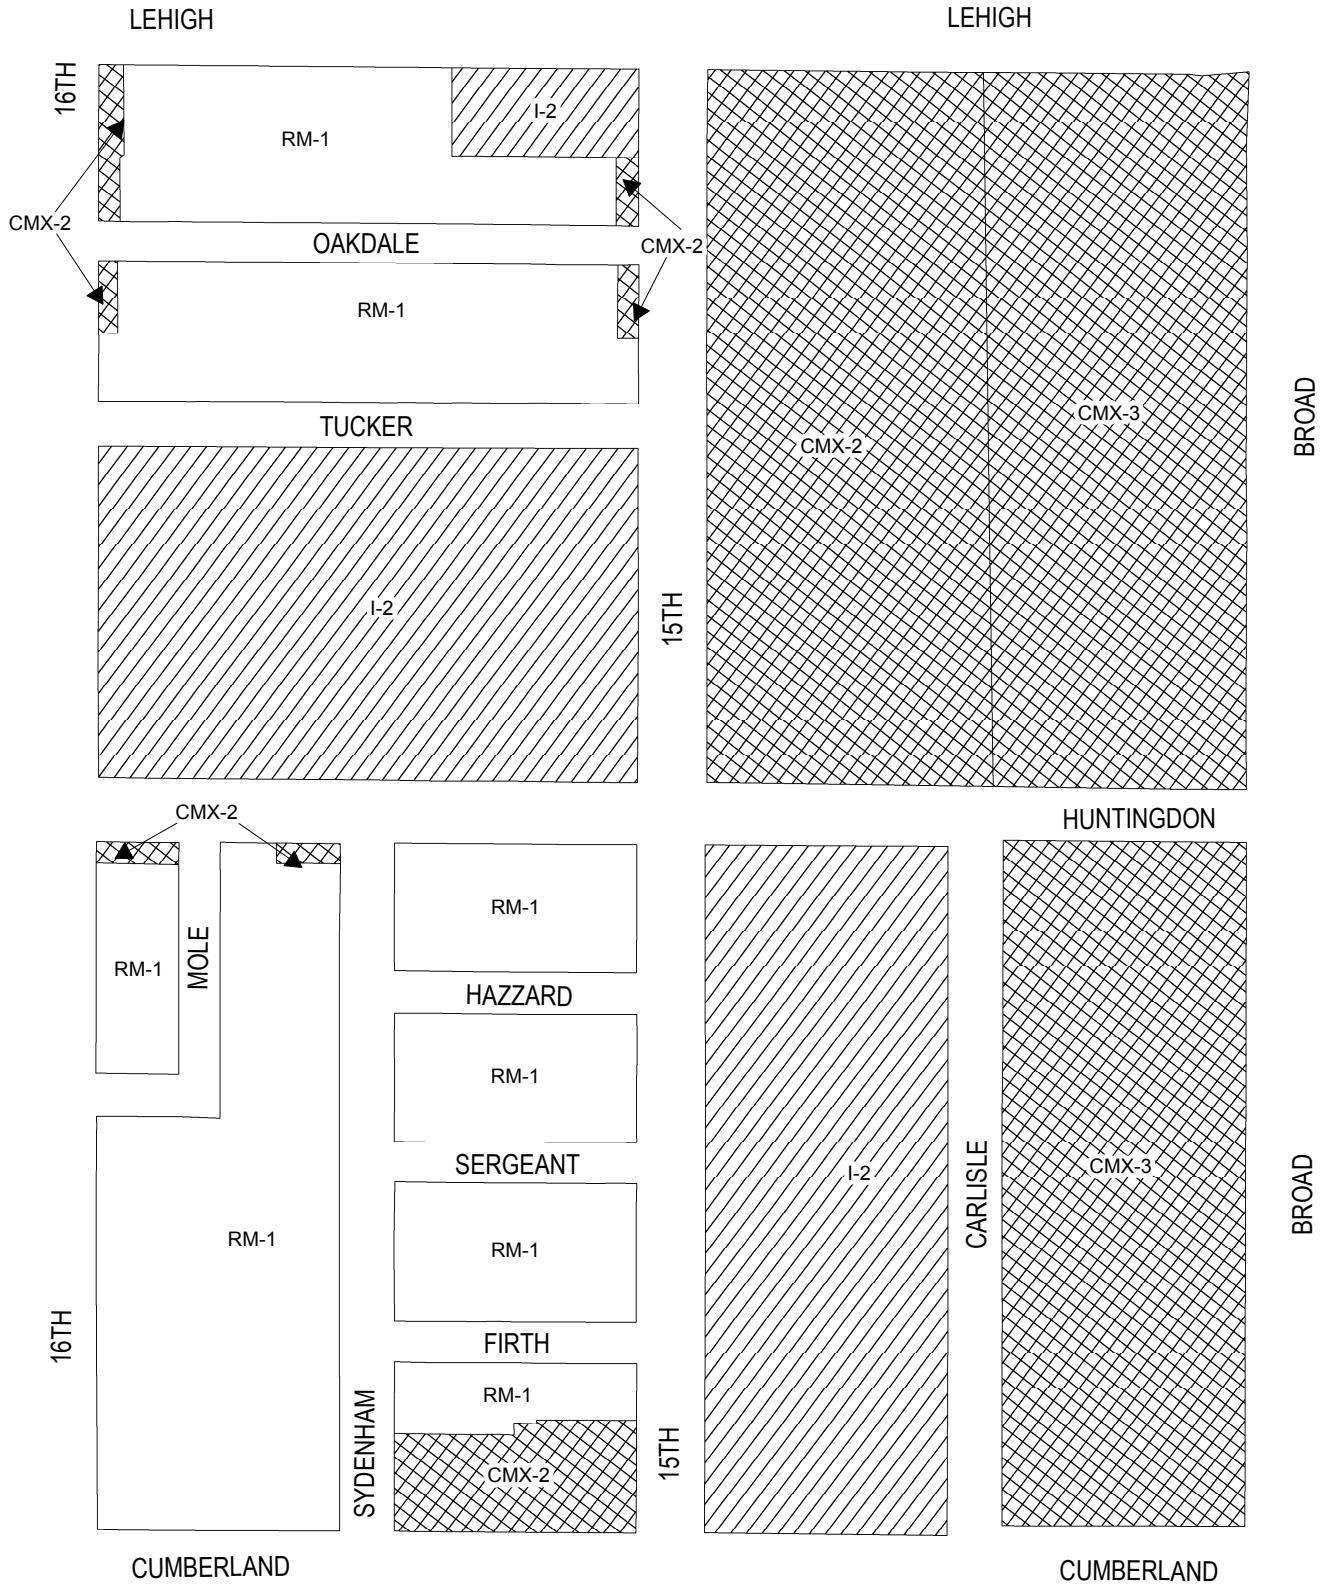 LEHIGH
LEHIGH
16TH
I-2
RM-1
CMX-2
OAKDALE
CMX-2
RM-1
CMX-3
BROAD
TUCKER
CMX-2
I-2
15TH
CMX-2
HUNTINGDON
RM-1
MOLE
RM-1
HAZZARD
RM-1
SERGEANT
I-2
CARLISLE
CMX-3
BROAD
RM-1
RM-1
16TH
FIRTH
RM-1
SYDENHAM
15TH
CMX-2
CUMBERLAND
CUMBERLAND